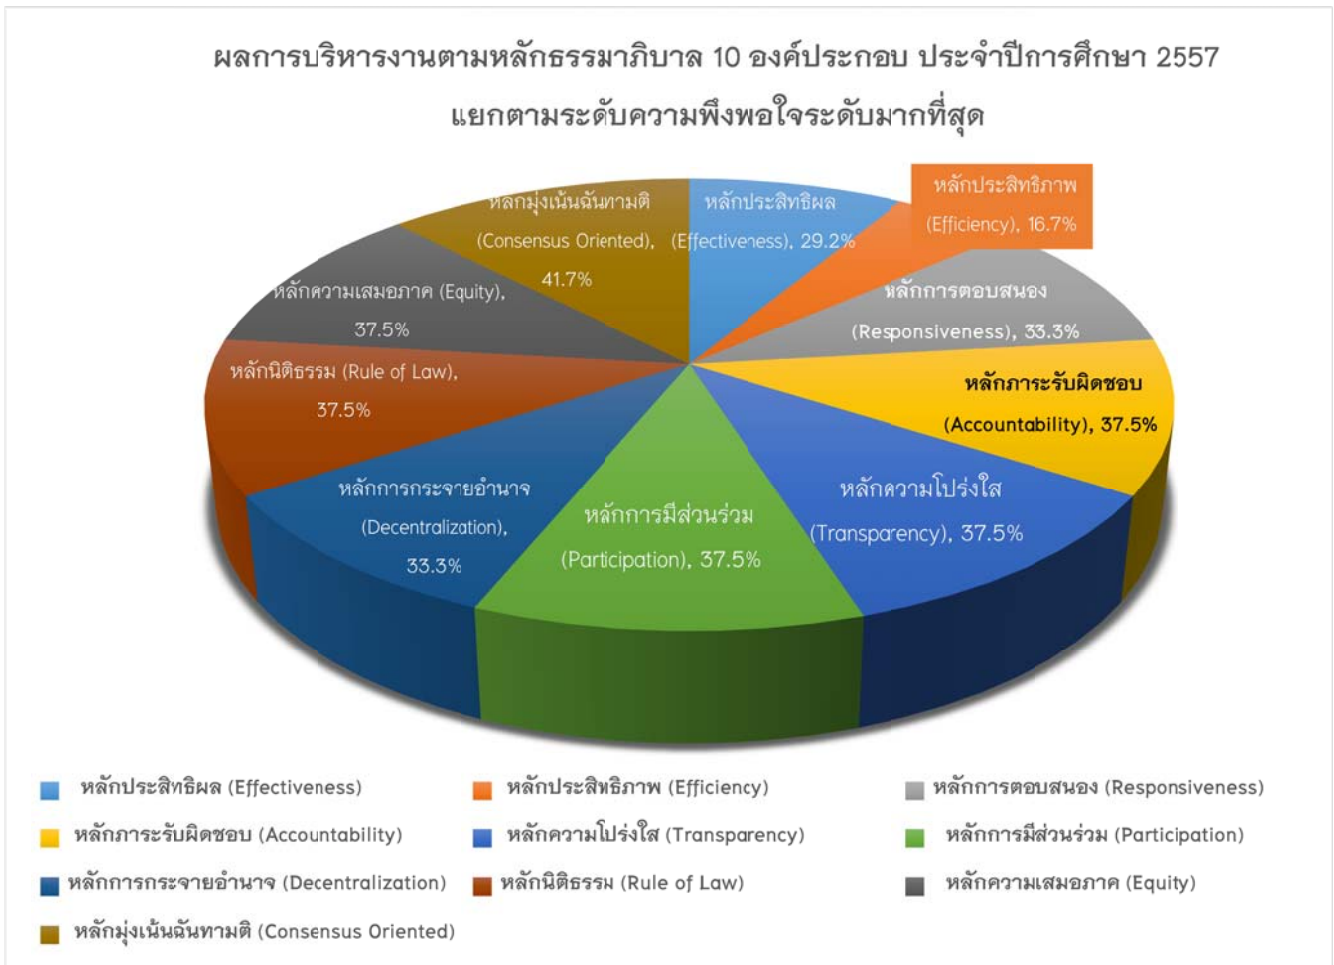 ผลการบริหารงานตามหลักธรรมาภิบาล 10 องค์ประกอบ ประจำปีการศึกษา 2557
แยกตามระดับความพึงพอใจระดับมากที่สุด
หลักมุ่งเน้นฉันทามติ
(Consensus Oriented),
41.7%
หลักประสิทธิผล
(Effectiveness), 29.2%
หลักประสิทธิภาพ
(Efficiency), 16.7%
หลักการตอบสนอง
(Responsiveness), 33.3%
หลักความเสมอภาค (Equity),
37.5%
หลักนิติธรรม (Rule of Law),
37.5%
หลักภาระรับผิดชอบ
(Accountability), 37.5%
หลักการกระจายอำนาจ
(Decentralization),
33.3%
หลักการมีส่วนร่วม
(Participation), 37.5%
หลักความโปร่งใส
(Transparency), 37.5%
หลักประสิทธิผล (Effectiveness)
หลักประสิทธิภาพ (Efficiency)
หลักการตอบสนอง (Responsiveness)
หลักภาระรับผิดชอบ (Accountability)
หลักความโปร่งใส (Transparency)
หลักการมีส่วนร่วม (Participation)
หลักการกระจายอำนาจ (Decentralization)
หลักนิติธรรม (Rule of Law)
หลักความเสมอภาค (Equity)
หลักมุ่งเน้นฉันทามติ (Consensus Oriented)